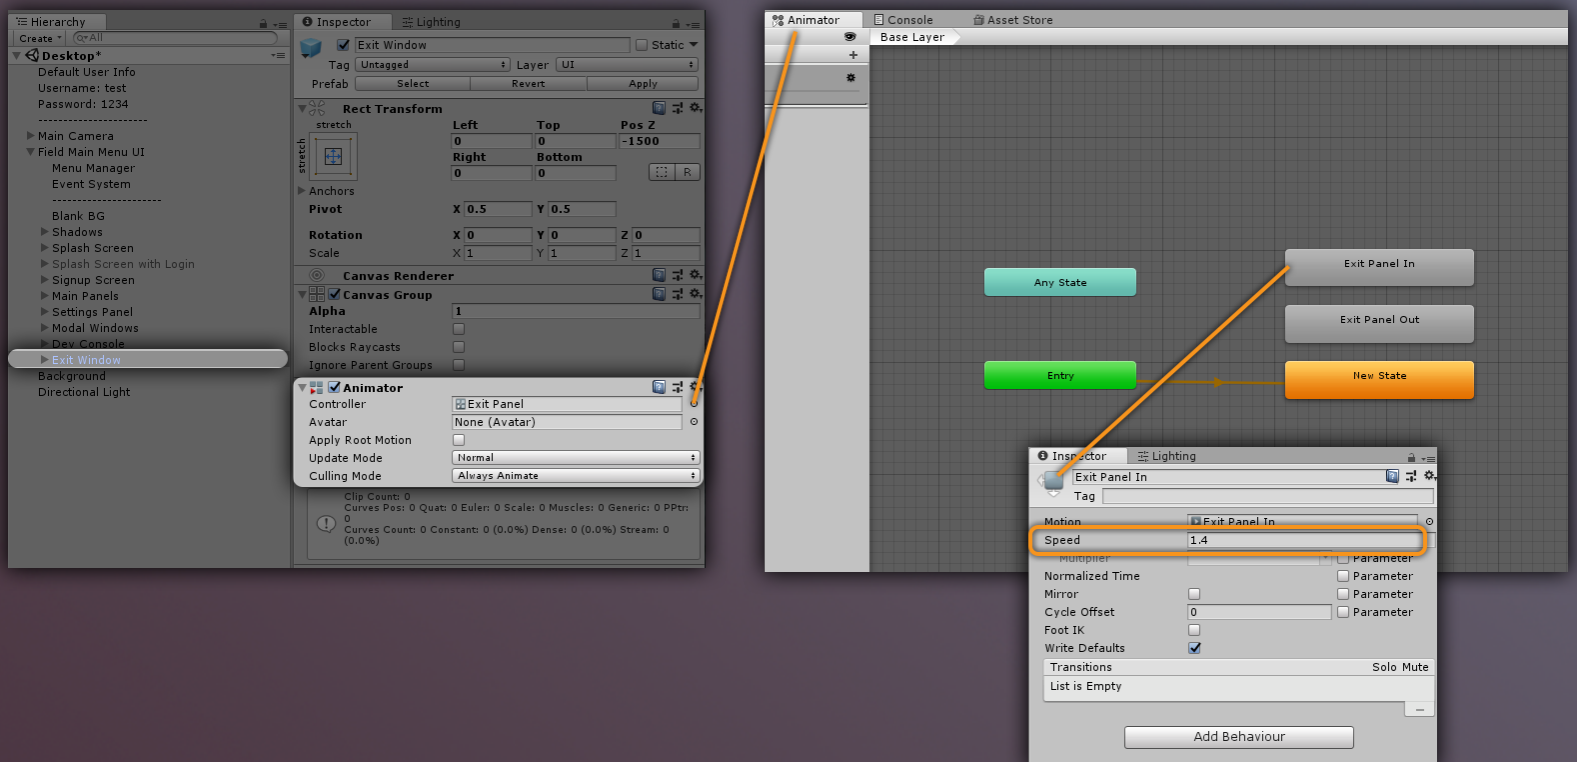 Hierarchy
Create
All
Desktop*
Default User Info
Username: test
Password: 1234
----------------------
Main Camera
Field Main Menu UI
Menu Manager
Event System
----------------------
Blank BG
Shadows
Splash Screen
Splash Screen with Login
Signup Screen
Main Panels
Settings Panel
Modal Windows
Dev Console
Exit Window
Background
Directional Light
Inspector Lighting
Exit Window Static
Tag Untagged Layer UI
Prefab Select Revert Apply
Rect Transform
stretch Left Top Pos Z
stretch 0 0 -1500
Right Bottom
0 0 R
Anchors
Pivot X 0.5 Y 0.5
Rotation X 0 Y 0 Z 0
Scale X 1 Y 1 Z 1
Canvas Renderer
Canvas Group
Alpha 1
Interactable
Blocks Raycasts
Ignore Parent Groups
Animator
Controller Exit Panel
Avatar None (Avatar)
Apply Root Motion
Update Mode Normal
Culling Mode Always Animate
Clip Count: 0
Curves Pos: 0 Quat: 0 Euler: 0 Scale: 0 Muscles: 0 Generic: 0 PPtr:
0
Curves Count: 0 Constant: 0 (0.0%) Dense: 0 (0.0%) Stream: 0
(0.0%)
Animator Console Asset Store
Base Layer
Any State
Entry
Exit Panel In
Exit Panel Out
New State
Inspector Lighting
Exit Panel In
Tag
Motion Exit Panel In
Speed 1.4
Multiplier Parameter
Normalized Time Parameter
Mirror Parameter
Cycle Offset 0 Parameter
Foot IK
Write Defaults
Transitions Solo Mute
List is Empty
Add Behaviour